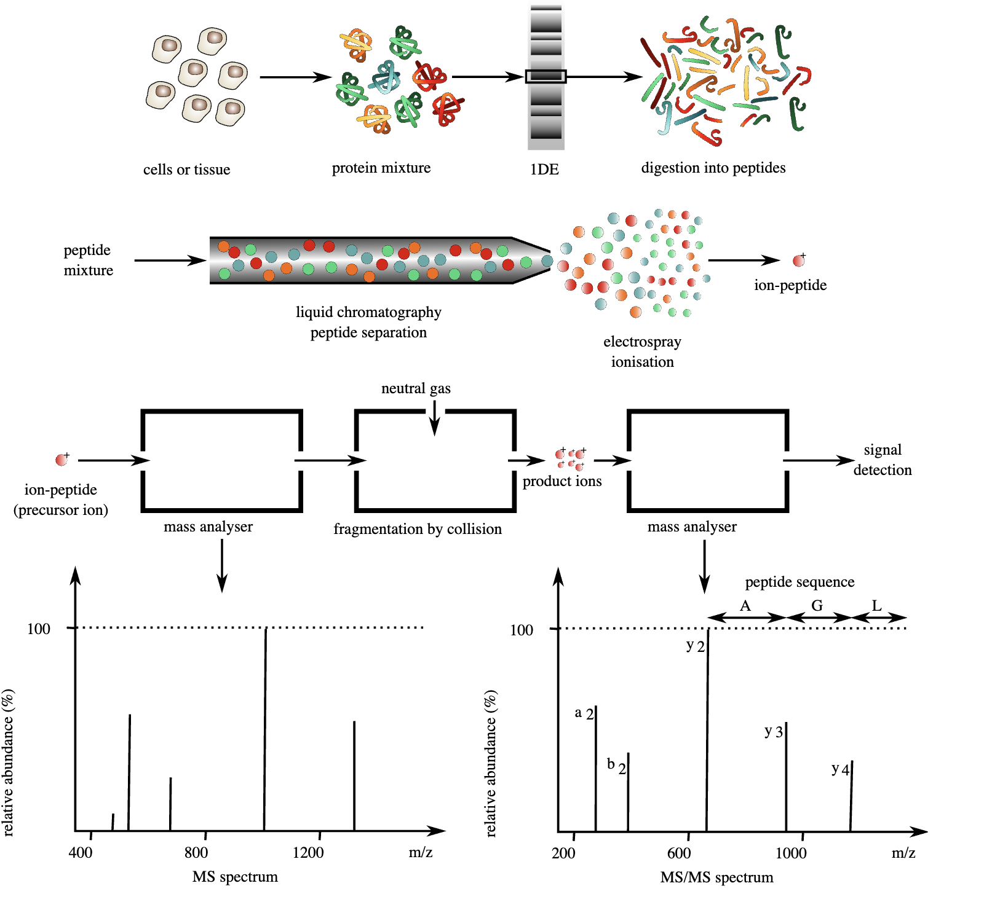 cells or tissue
protein mixture
1DE
digestion into peptides
peptide
mixture
liquid chromatography
peptide separation
electrospray
ionisation
+
ion-peptide
neutral gas
+
ion-peptide
(precursor ion)
mass analyser
fragmentation by collision
+ + +
+ + +
product ions
mass analyser
signal
detection
relative abundance (%)
100
400 800 1200 m/z
MS spectrum
peptide sequence
A G L
relative abundance (%)
100
y 2
a 2
b 2
y 3
y 4
200 600 1000 m/z
MS/MS spectrum